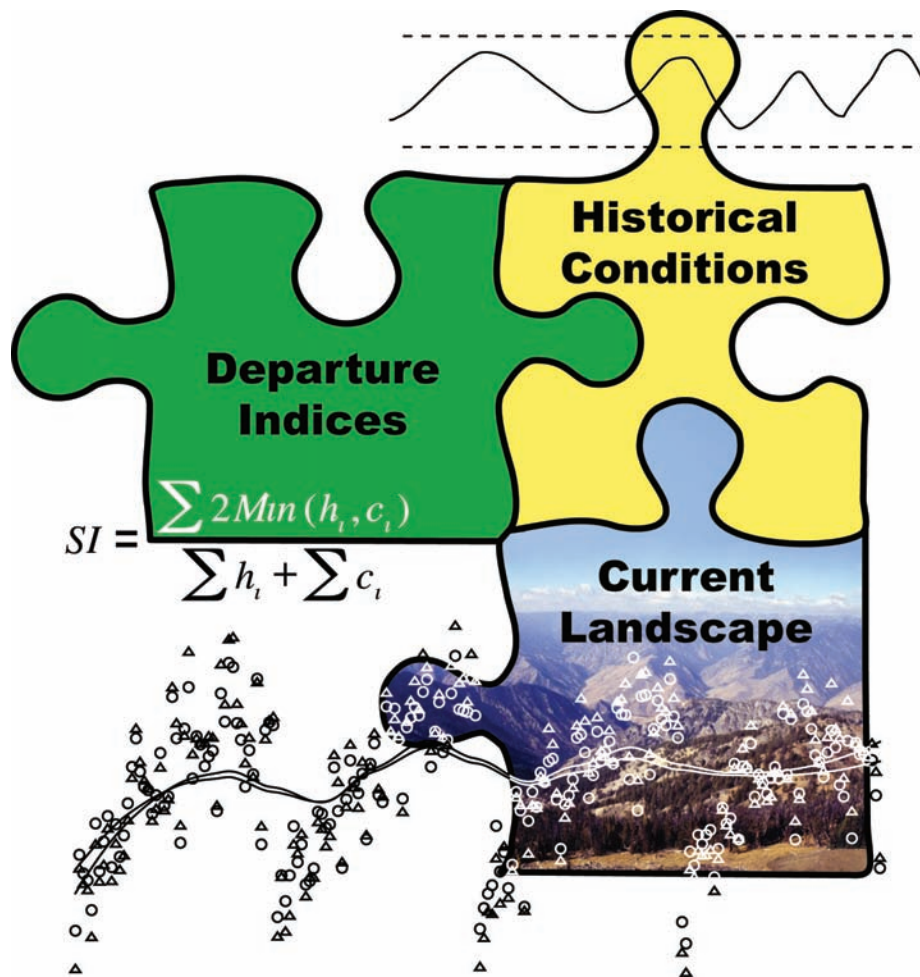 Historical
Conditions
Departure
Indices
SI = ∑ 2Min (hᵢ, cᵢ)
∑ hᵢ + ∑ cᵢ
Current
Landscape